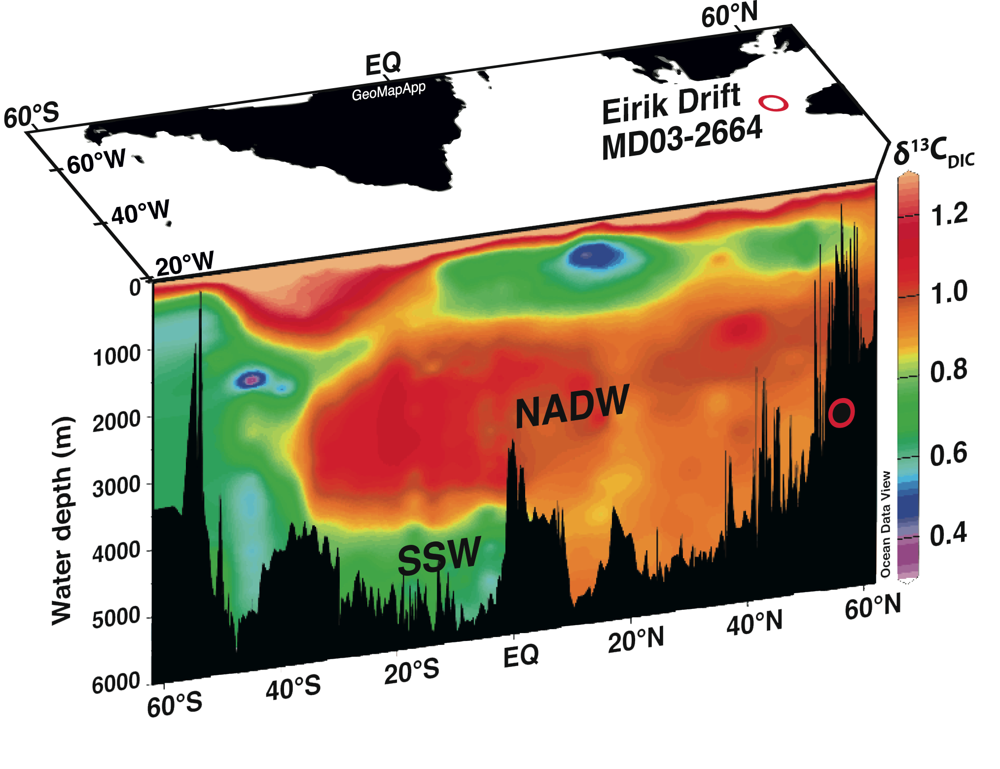 60°N
EQ
GeoMapApp
60°S
Eirik Drift
MD03-2664
60°W
40°W
20°W
δ¹³C_DIC
1.2
1.0
0.8
0.6
0.4
0
1000
2000
3000
4000
5000
6000
Water depth (m)
NADW
SSW
Ocean Data View
60°S
40°S
20°S
EQ
20°N
40°N
60°N